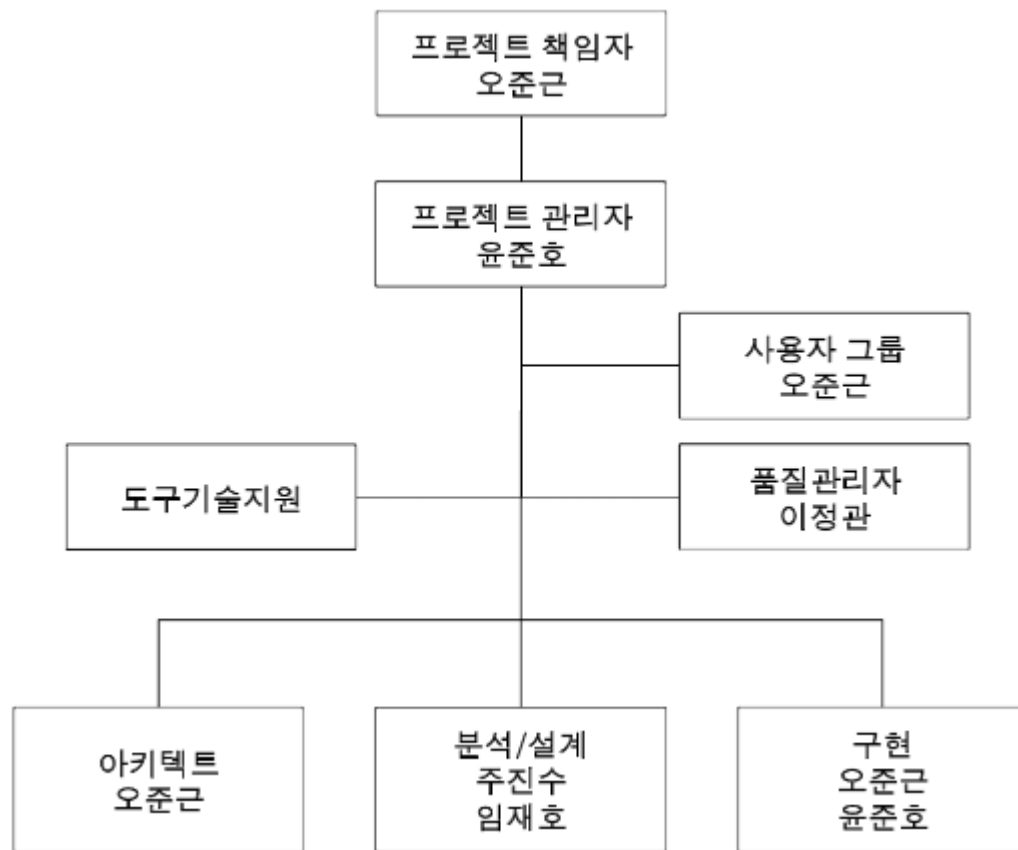 프로젝트 책임자
오준근
프로젝트 관리자
윤준호
사용자 그룹
오준근
도구기술지원
품질관리자
이정관
아키텍트
오준근
분석/설계
주진수
임재호
구현
오준근
윤준호